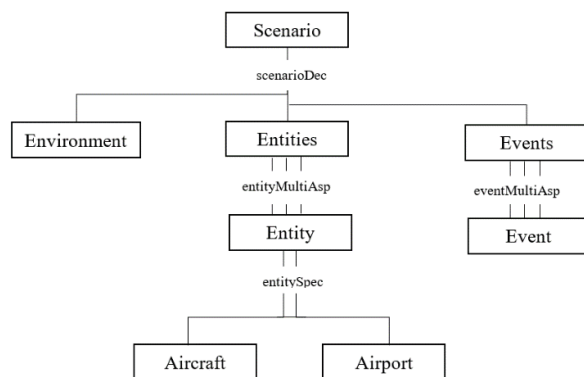 Scenario
scenarioDec
Environment
Entities
Events
entityMultiAsp
eventMultiAsp
Entity
Event
entitySpec
Aircraft
Airport